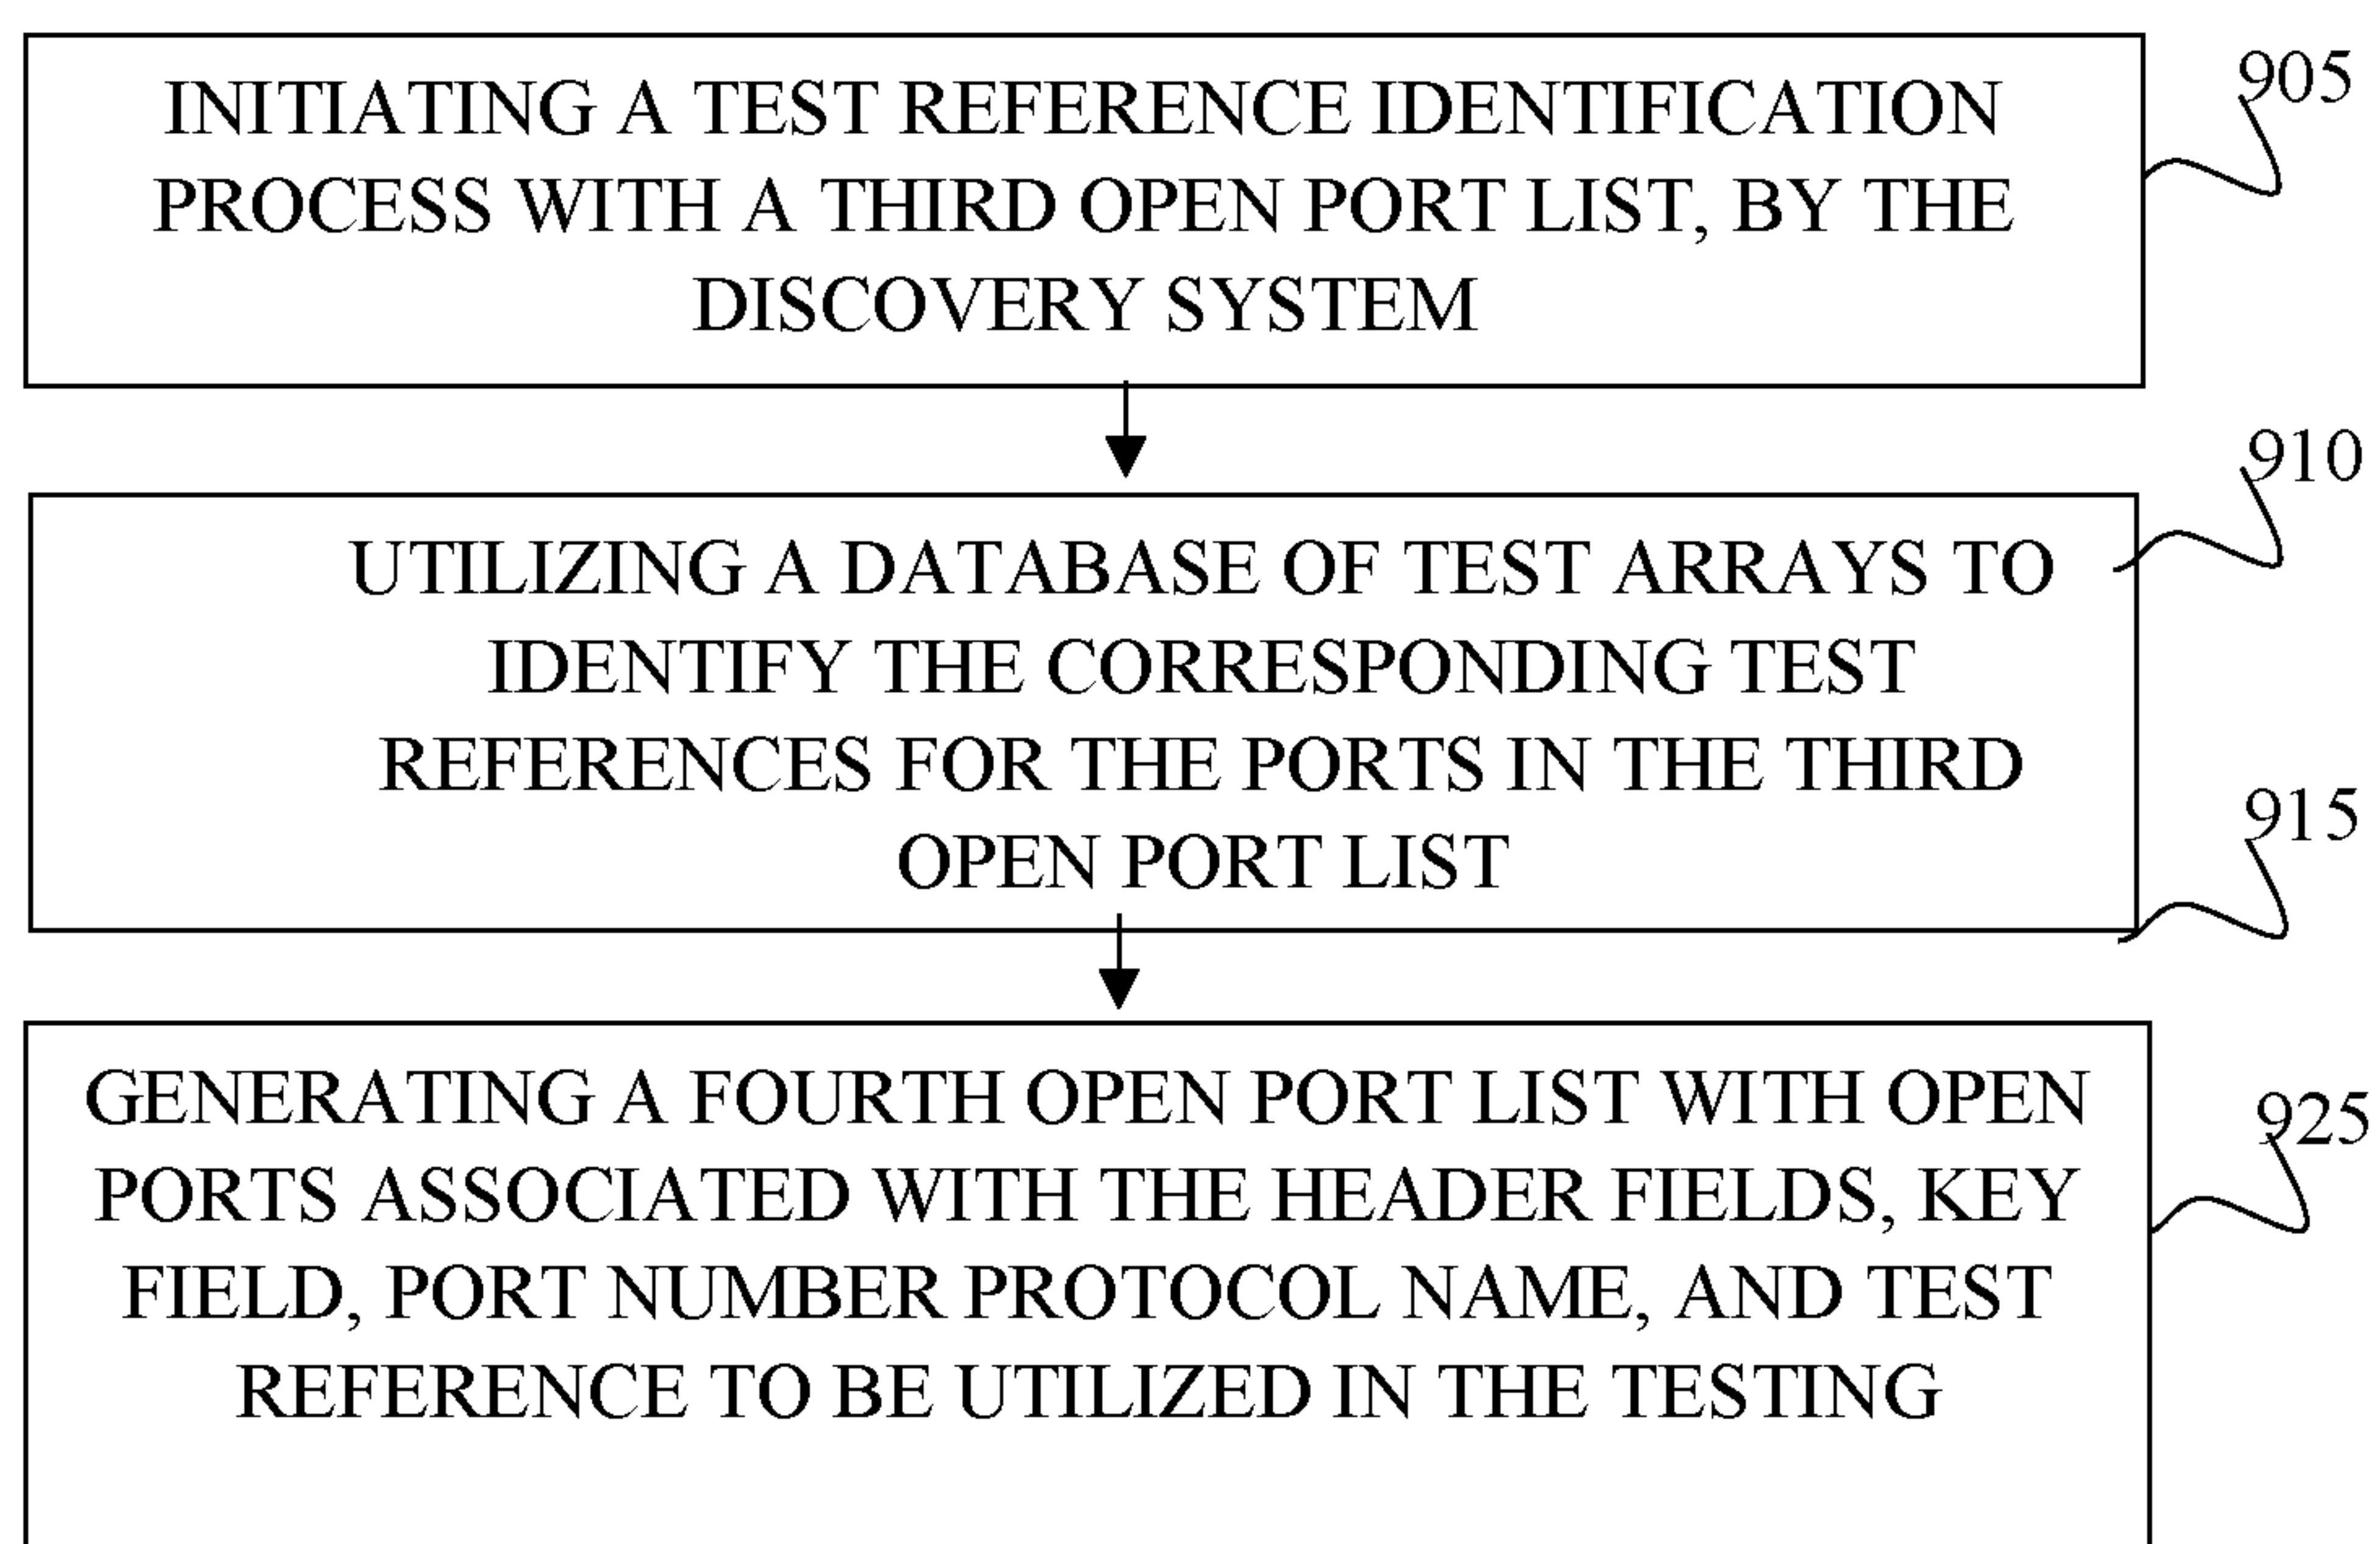 905
INITIATING A TEST REFERENCE IDENTIFICATION
PROCESS WITH A THIRD OPEN PORT LIST, BY THE
DISCOVERY SYSTEM
910
UTILIZING A DATABASE OF TEST ARRAYS TO
IDENTIFY THE CORRESPONDING TEST
REFERENCES FOR THE PORTS IN THE THIRD
915
OPEN PORT LIST
GENERATING A FOURTH OPEN PORT LIST WITH OPEN
925
PORTS ASSOCIATED WITH THE HEADER FIELDS, KEY
FIELD, PORT NUMBER PROTOCOL NAME, AND TEST
REFERENCE TO BE UTILIZED IN THE TESTING